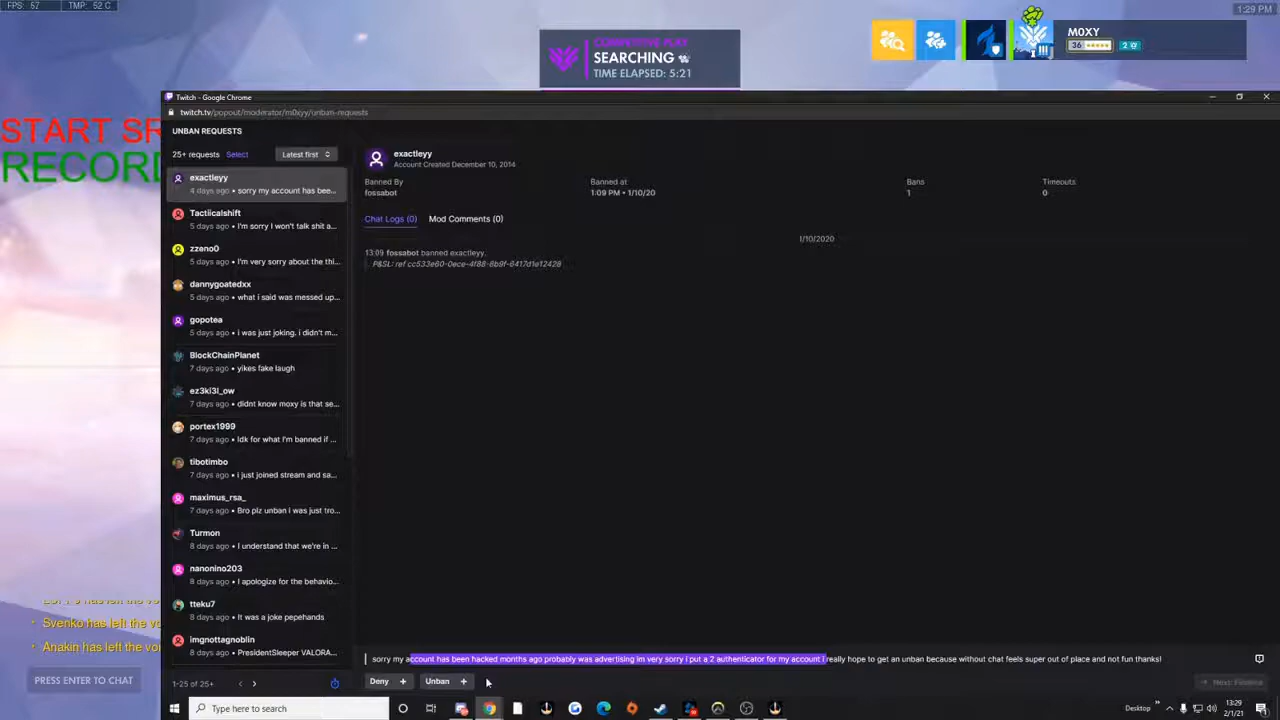 FPS: 57 TMP: 52 C
1:29 PM
COMPETITIVE PLAY
SEARCHING
TIME ELAPSED: 5:21
M0XY
36
2
START SR
RECORD
Twitch - Google Chrome
twitch.tv/popout/moderator/m0xyy/unban-requests
UNBAN REQUESTS
25+ requests Select Latest first
exactleyy
4 days ago • sorry my account has bee...
Tactiicalshift
5 days ago • I'm sorry I won't talk shit a...
zzeno0
5 days ago • I'm very sorry about the thi...
dannygoatedxx
5 days ago • what i said was messed up...
gopotea
5 days ago • i was just joking. i didn't m...
BlockChainPlanet
7 days ago • yikes fake laugh
ez3ki3l_ow
7 days ago • didnt know moxy is that se...
portex1999
7 days ago • Idk for what I'm banned if ...
tibotimbo
7 days ago • i just joined stream and sa...
maximus_rsa_
7 days ago • Bro plz unban i was just tro...
Turmon
8 days ago • I understand that we're in ...
nanonino203
8 days ago • I apologize for the behavio...
tteku7
8 days ago • It was a joke pepehands
imgnottagnoblin
8 days ago • PresidentSleeper VALORA...
1-25 of 25+
exactleyy
Account Created December 10, 2014
Banned By Banned at Bans Timeouts
fossabot 1:09 PM • 1/10/20 1 0
Chat Logs (0) Mod Comments (0)
1/10/2020
13:09 fossabot banned exactleyy.
P&SL: ref cc533e60-0ece-4f88-8b9f-6417d1e12428
sorry my account has been hacked months ago probably was advertising im very sorry i put a 2 authenticator for my account i really hope to get an unban because without chat feels super out of place and not fun thanks!
Deny + Unban +
Svenko has left the vo
Anakin has left the voi
PRESS ENTER TO CHAT
Type here to search
Desktop
13:29
2/1/21